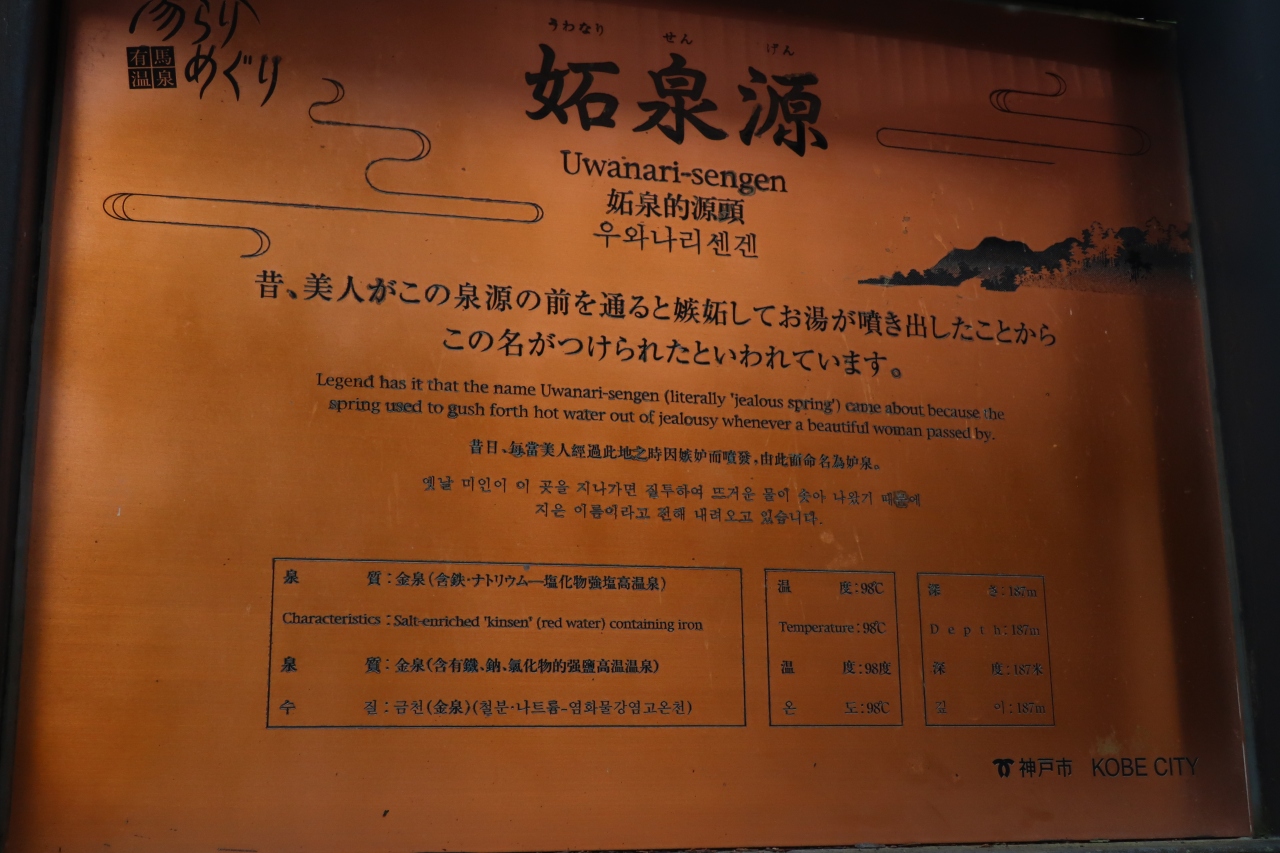 ゆらり
めぐり
有馬
温泉
うわなり せん げん
妬泉源
Uwanari-sengen
妬泉的源頭
우와나리센겐
昔、美人がこの泉源の前を通ると嫉妬してお湯が噴き出したことから
この名がつけられたといわれています。
Legend has it that the name Uwanari-sengen (literally 'jealous spring') came about because the
spring used to gush forth hot water out of jealousy whenever a beautiful woman passed by.
昔日、每當美人經過此地之時因嫉妒而噴發,由此而命名為妒泉。
옛날 미인이 이 곳을 지나가면 질투하여 뜨거운 물이 솟아 나왔기 때문에
지은 이름이라고 전해 내려오고 있습니다.
泉 質:金泉(含鉄·ナトリウム―塩化物強塩高温泉)
Characteristics : Salt-enriched "kinsen" (red water) containing iron
泉 質:金泉(含有鐵、鈉、氯化物的强鹽高温温泉)
수 질:금천(金泉)(철분·나트륨-염화물강염고온천)
温 度:98℃
Temperature:98℃
温 度:98度
온 도:98℃
深 さ:187m
Depth:187m
深 度:187米
깊 이:187m
神戸市 KOBE CITY